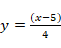 y = (x-5)/4